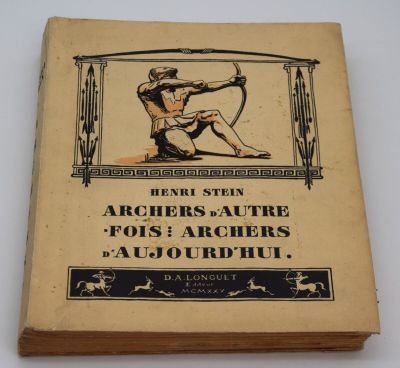 HENRI STEIN
ARCHERS D'AUTRE
·FOIS : ARCHERS
D'AUJOURD'HUI.
D.A. LONGUET
Editeur
MCMXXV